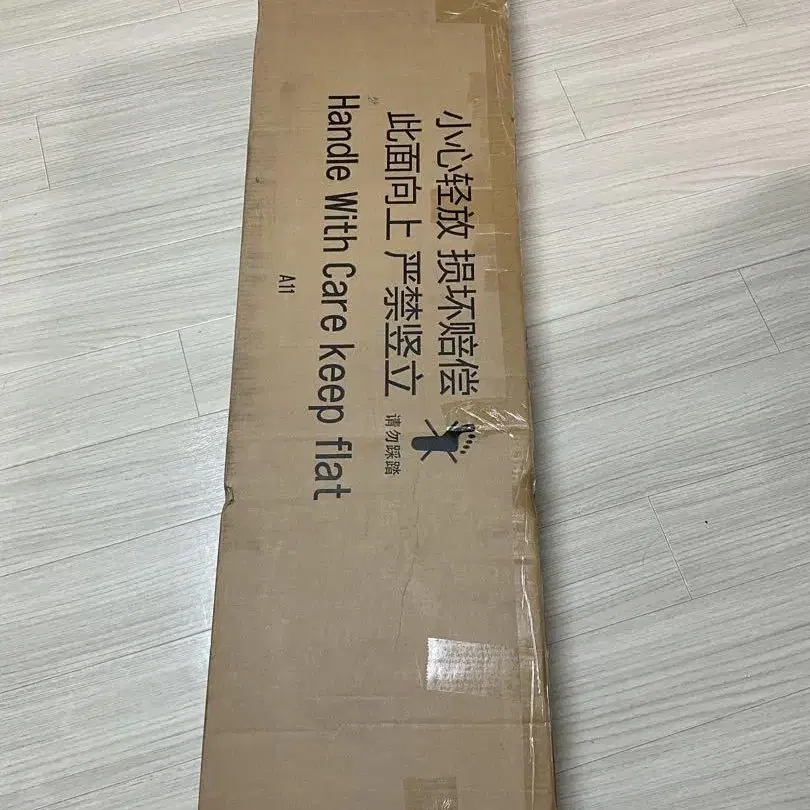 小心轻放 损坏赔偿
此面向上 严禁竖立
请勿踩踏
Handle With Care keep flat
A11